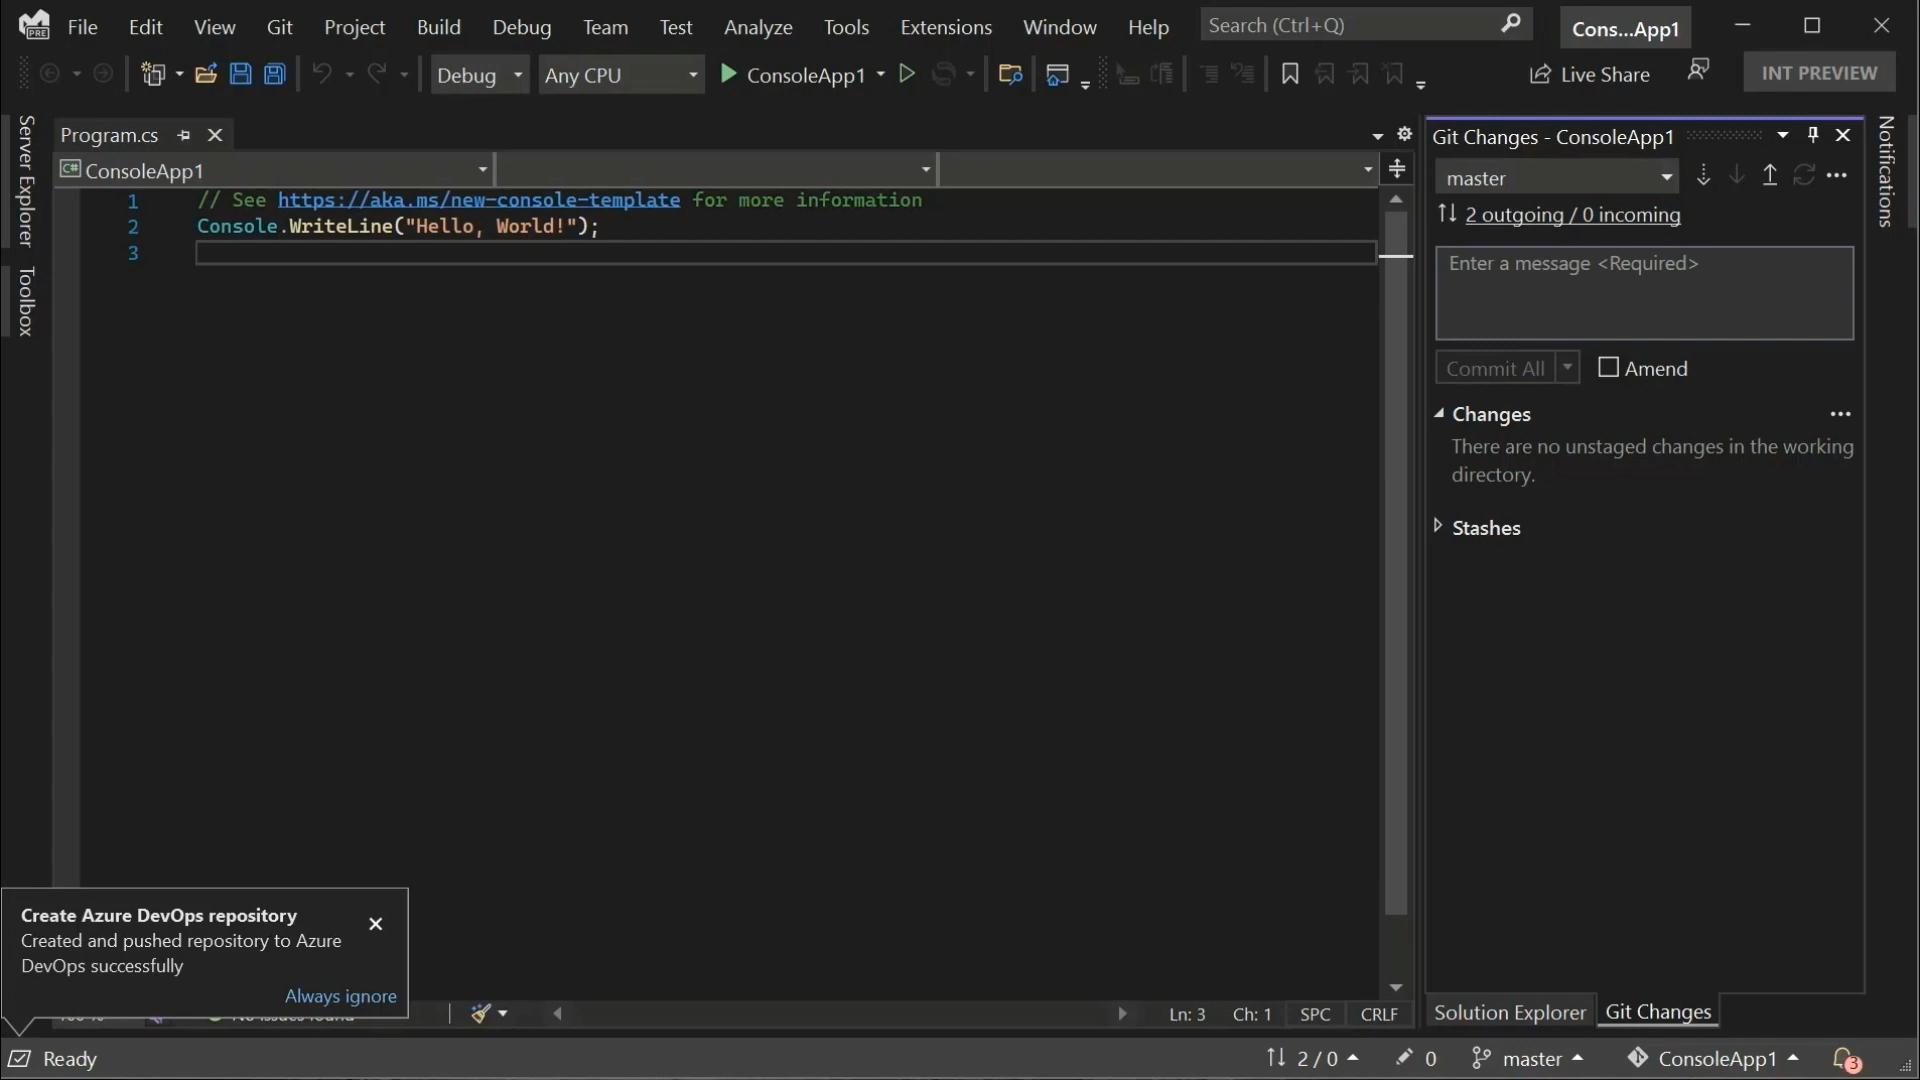 File Edit View Git Project Build Debug Team Test Analyze Tools Extensions Window Help Search (Ctrl+Q) Cons...App1
PRE
Debug Any CPU ConsoleApp1 Live Share INT PREVIEW
Server Explorer
Toolbox
Program.cs
C# ConsoleApp1
1 // See https://aka.ms/new-console-template for more information
2 Console.WriteLine("Hello, World!");
3
Git Changes - ConsoleApp1
master
2 outgoing / 0 incoming
Enter a message <Required>
Commit All Amend
Changes
There are no unstaged changes in the working
directory.
Stashes
Notifications
Create Azure DevOps repository
Created and pushed repository to Azure
DevOps successfully
Always ignore
Ln: 3 Ch: 1 SPC CRLF
Solution Explorer Git Changes
Ready 2 / 0 0 master ConsoleApp1 3